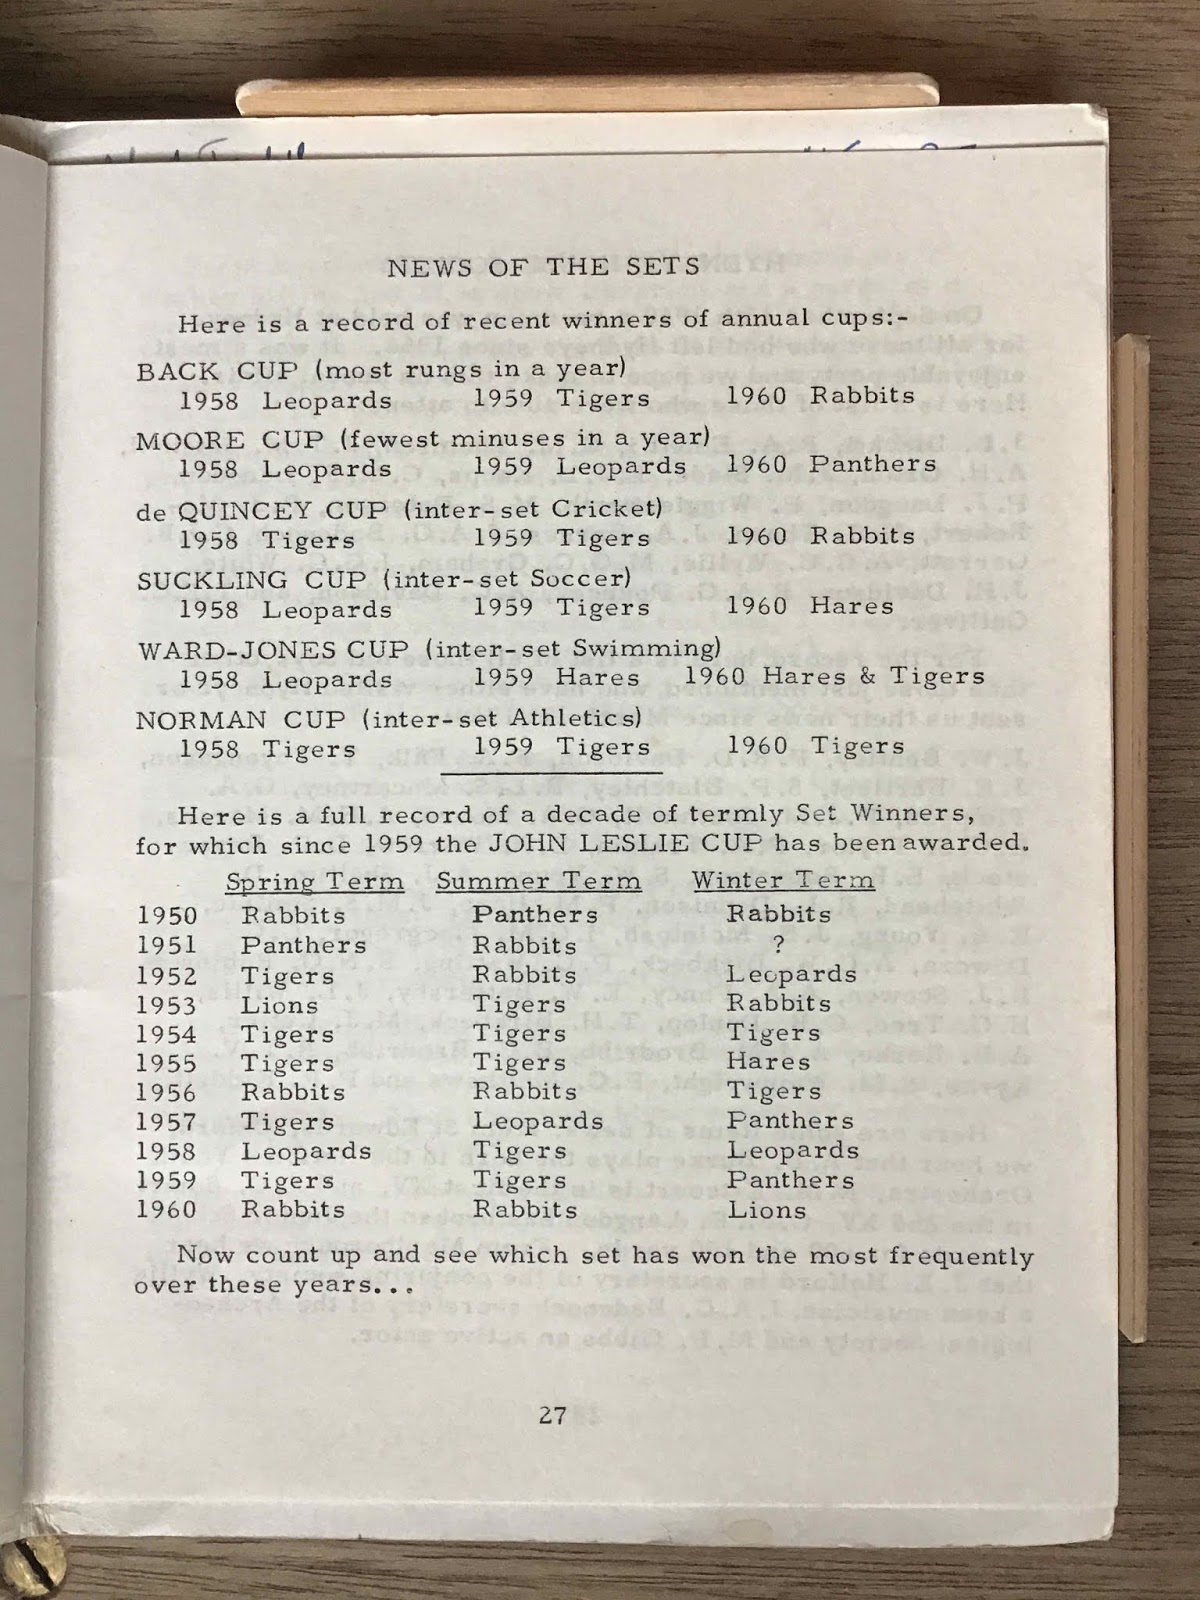 NEWS OF THE SETS
Here is a record of recent winners of annual cups:-
BACK CUP (most rungs in a year)
1958 Leopards 1959 Tigers 1960 Rabbits
MOORE CUP (fewest minuses in a year)
1958 Leopards 1959 Leopards 1960 Panthers
de QUINCEY CUP (inter-set Cricket)
1958 Tigers 1959 Tigers 1960 Rabbits
SUCKLING CUP (inter-set Soccer)
1958 Leopards 1959 Tigers 1960 Hares
WARD-JONES CUP (inter-set Swimming)
1958 Leopards 1959 Hares 1960 Hares & Tigers
NORMAN CUP (inter-set Athletics)
1958 Tigers 1959 Tigers 1960 Tigers
Here is a full record of a decade of termly Set Winners,
for which since 1959 the JOHN LESLIE CUP has been awarded.
Spring Term Summer Term Winter Term
1950 Rabbits Panthers Rabbits
1951 Panthers Rabbits ?
1952 Tigers Rabbits Leopards
1953 Lions Tigers Rabbits
1954 Tigers Tigers Tigers
1955 Tigers Tigers Hares
1956 Rabbits Rabbits Tigers
1957 Tigers Leopards Panthers
1958 Leopards Tigers Leopards
1959 Tigers Tigers Panthers
1960 Rabbits Rabbits Lions
Now count up and see which set has won the most frequently
over these years...
27